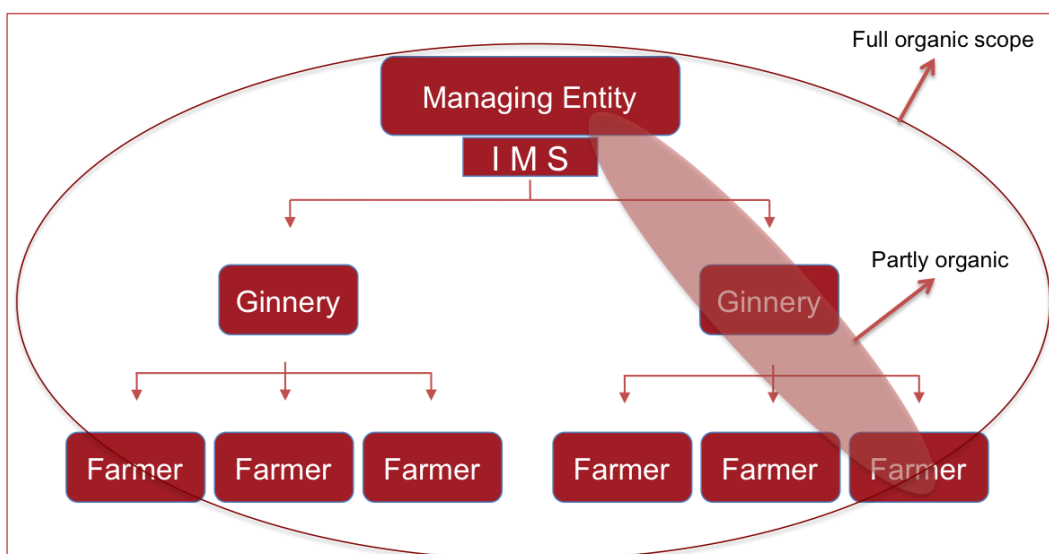 Full organic scope
Managing Entity
I M S
Partly organic
Ginnery
Ginnery
Farmer
Farmer
Farmer
Farmer
Farmer
Farmer